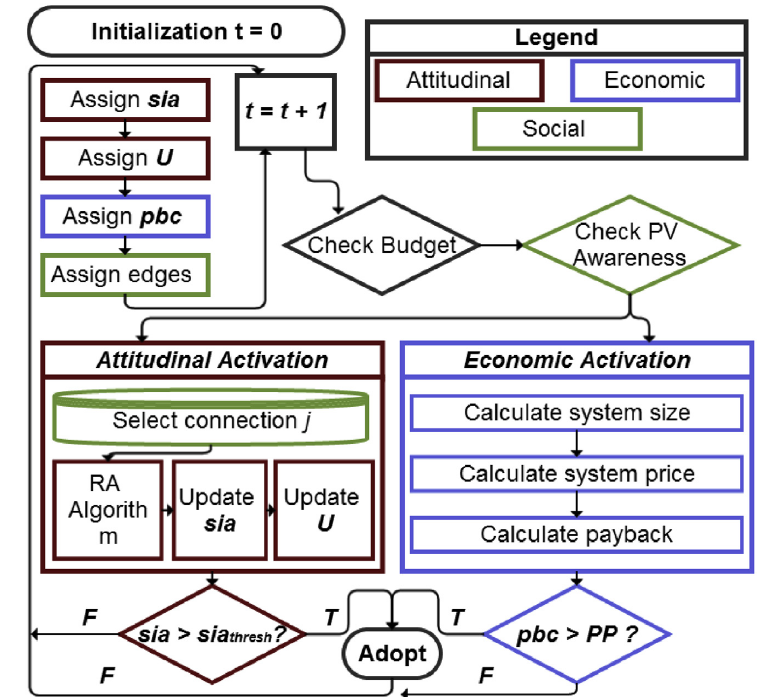 Initialization t = 0
Legend
Attitudinal
Economic
Social
Assign sia
Assign U
Assign pbc
Assign edges
t = t + 1
Check Budget
Check PV
Awareness
Attitudinal Activation
Select connection j
RA
Algorith
m
Update
sia
Update
U
Economic Activation
Calculate system size
Calculate system price
Calculate payback
F
sia > siathresh?
T
Adopt
T
pbc > PP ?
F
F